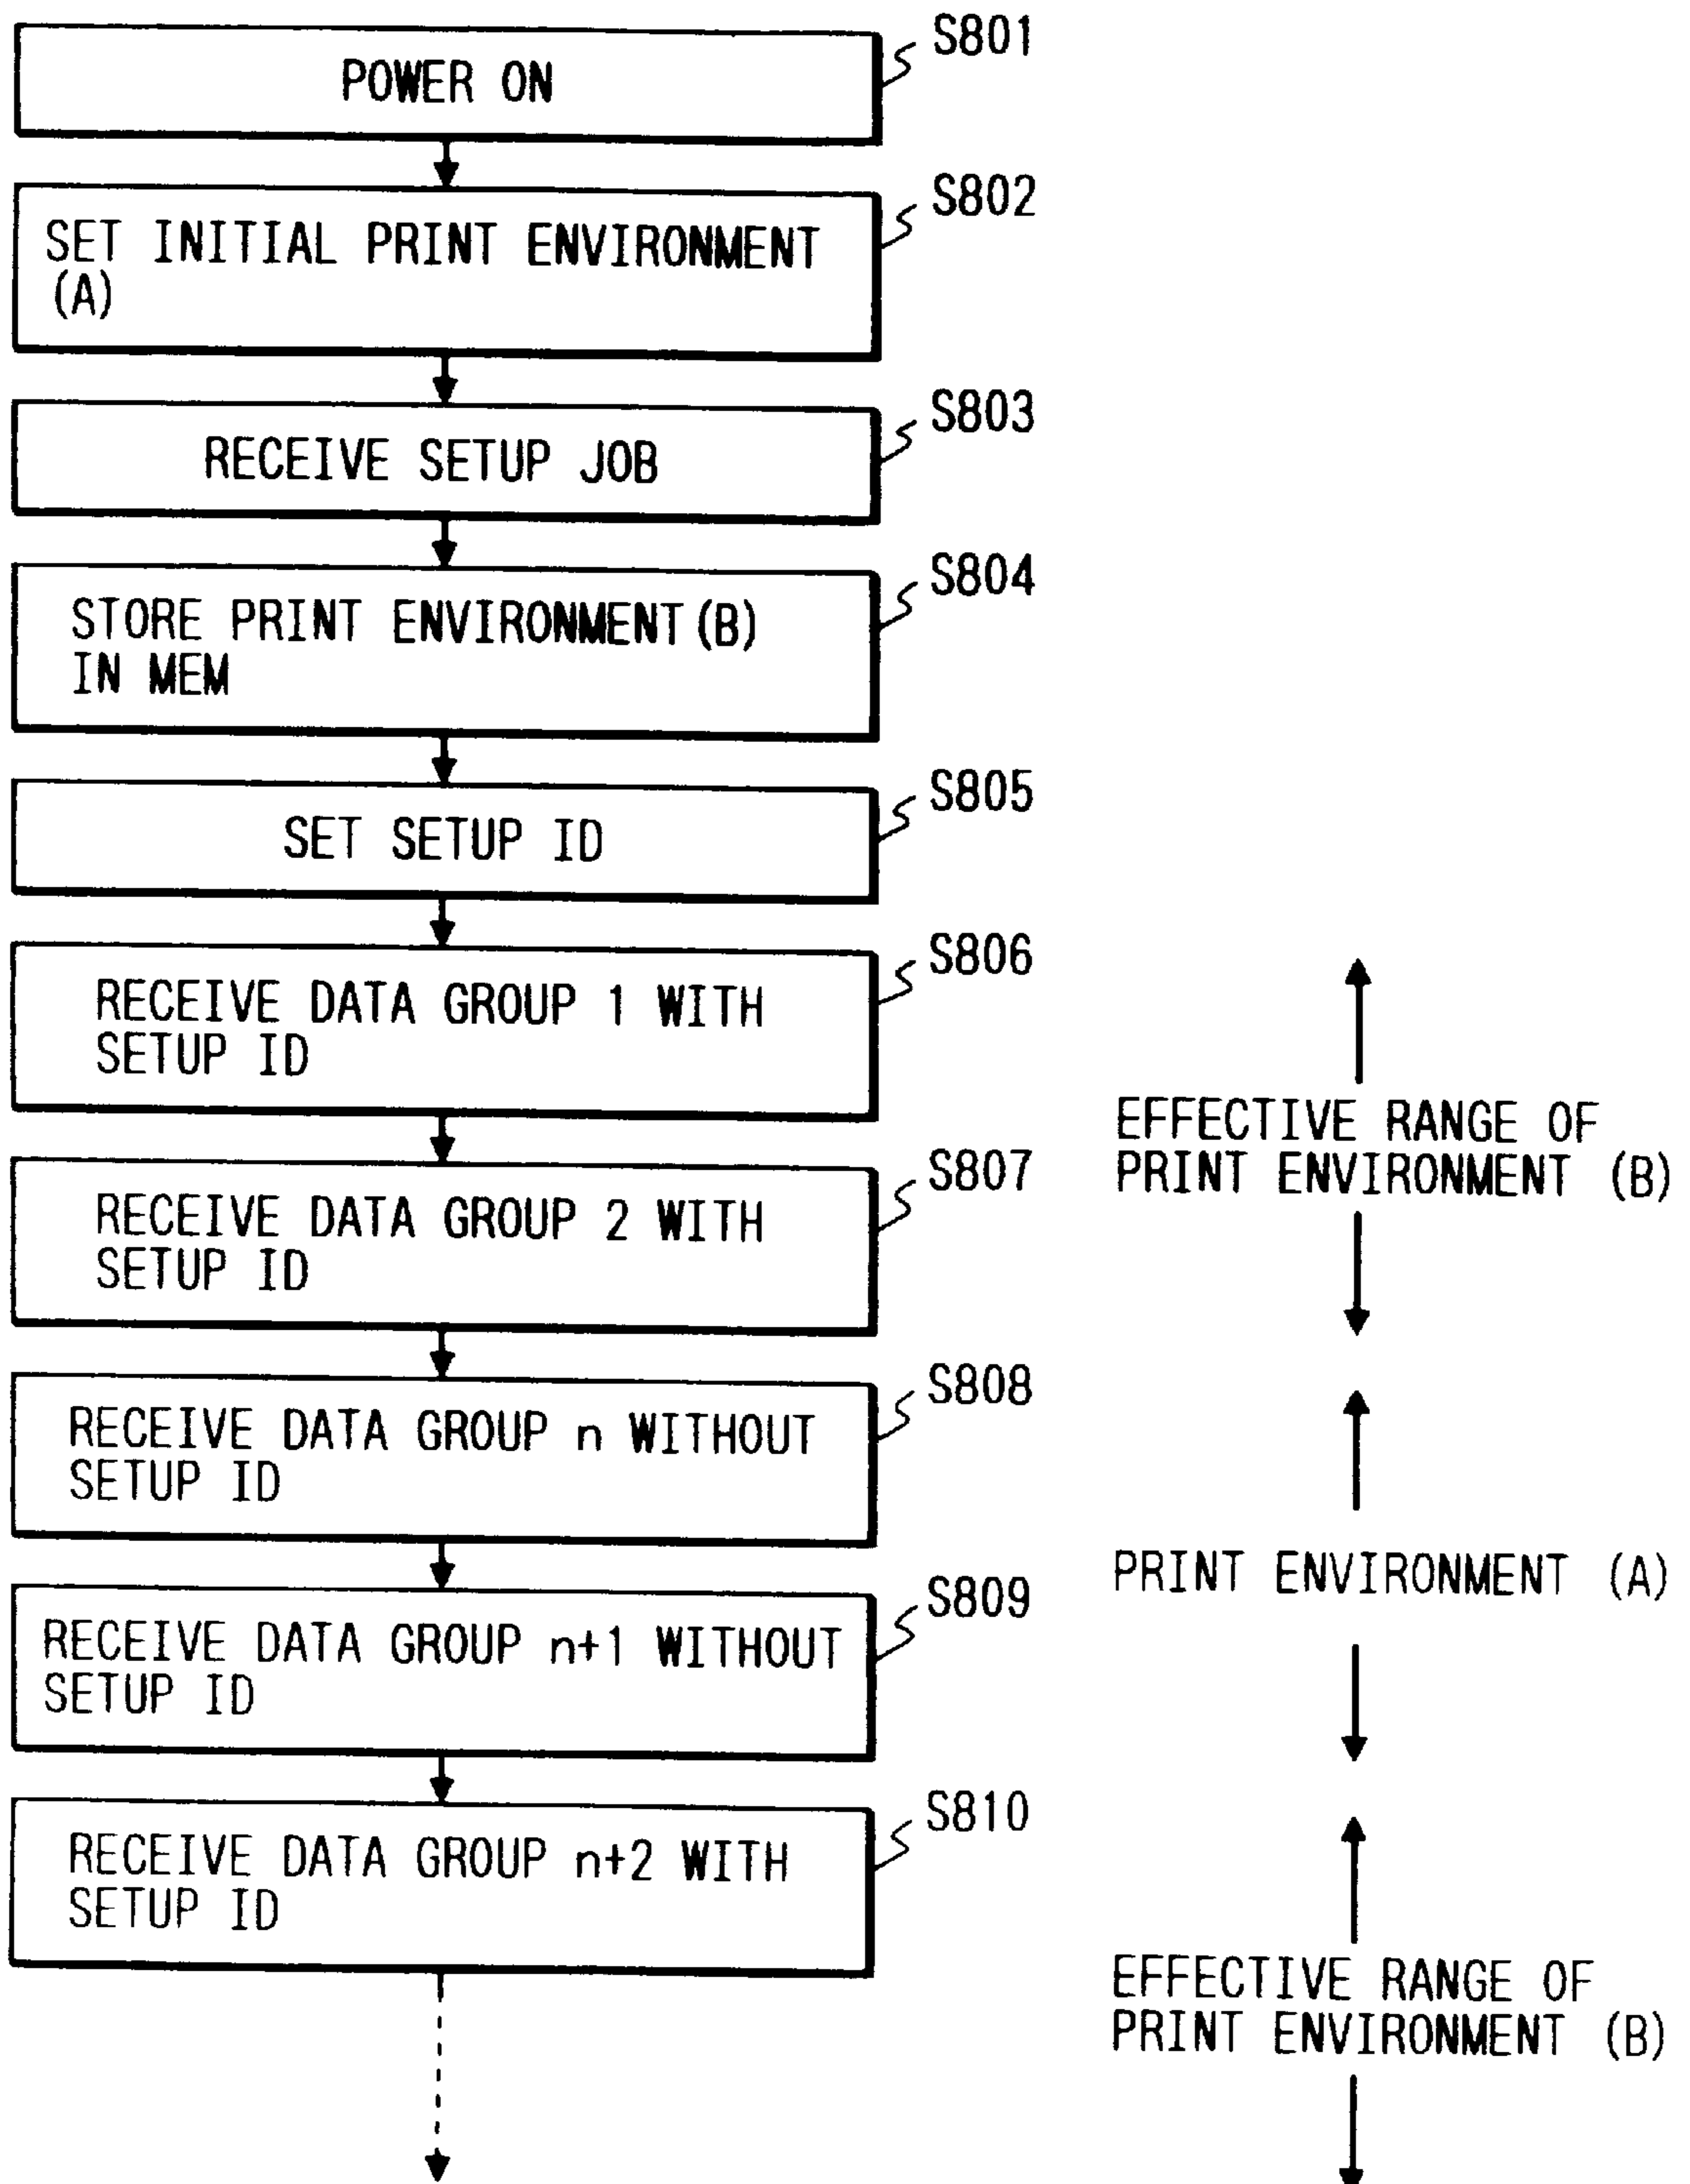 S801
POWER ON
S802
SET INITIAL PRINT ENVIRONMENT
(A)
S803
RECEIVE SETUP JOB
S804
STORE PRINT ENVIRONMENT (B)
IN MEM
S805
SET SETUP ID
S806
RECEIVE DATA GROUP 1 WITH
SETUP ID
S807
RECEIVE DATA GROUP 2 WITH
SETUP ID
EFFECTIVE RANGE OF
PRINT ENVIRONMENT (B)
S808
RECEIVE DATA GROUP n WITHOUT
SETUP ID
PRINT ENVIRONMENT (A)
S809
RECEIVE DATA GROUP n+1 WITHOUT
SETUP ID
S810
RECEIVE DATA GROUP n+2 WITH
SETUP ID
EFFECTIVE RANGE OF
PRINT ENVIRONMENT (B)